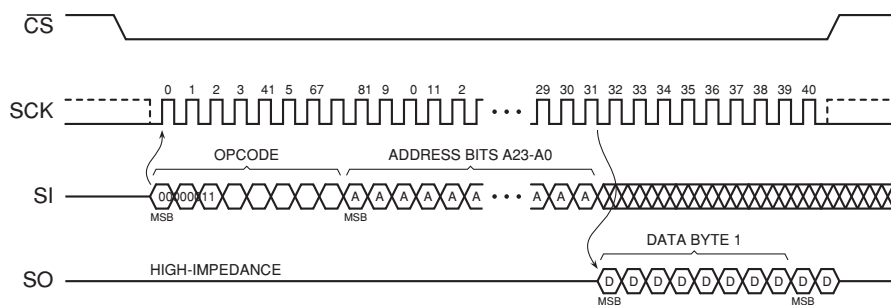 CS
0 1 2 3 41 5 67 81 9 0 11 2 29 30 31 32 33 34 35 36 37 38 39 40
SCK
OPCODE ADDRESS BITS A23-A0
SI 00000011 A A A A A A A A
MSB MSB
DATA BYTE 1
HIGH-IMPEDANCE
SO D D D D D D D D D D
MSB MSB